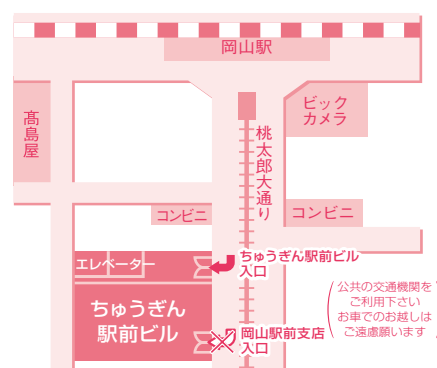 岡山駅
髙島屋
ビック
カメラ
桃太郎大通り
コンビニ
コンビニ
エレベーター
ちゅうぎん駅前ビル
入口
ちゅうぎん
駅前ビル
岡山駅前支店
入口
公共の交通機関を
ご利用下さい
お車でのお越しは
ご遠慮願います